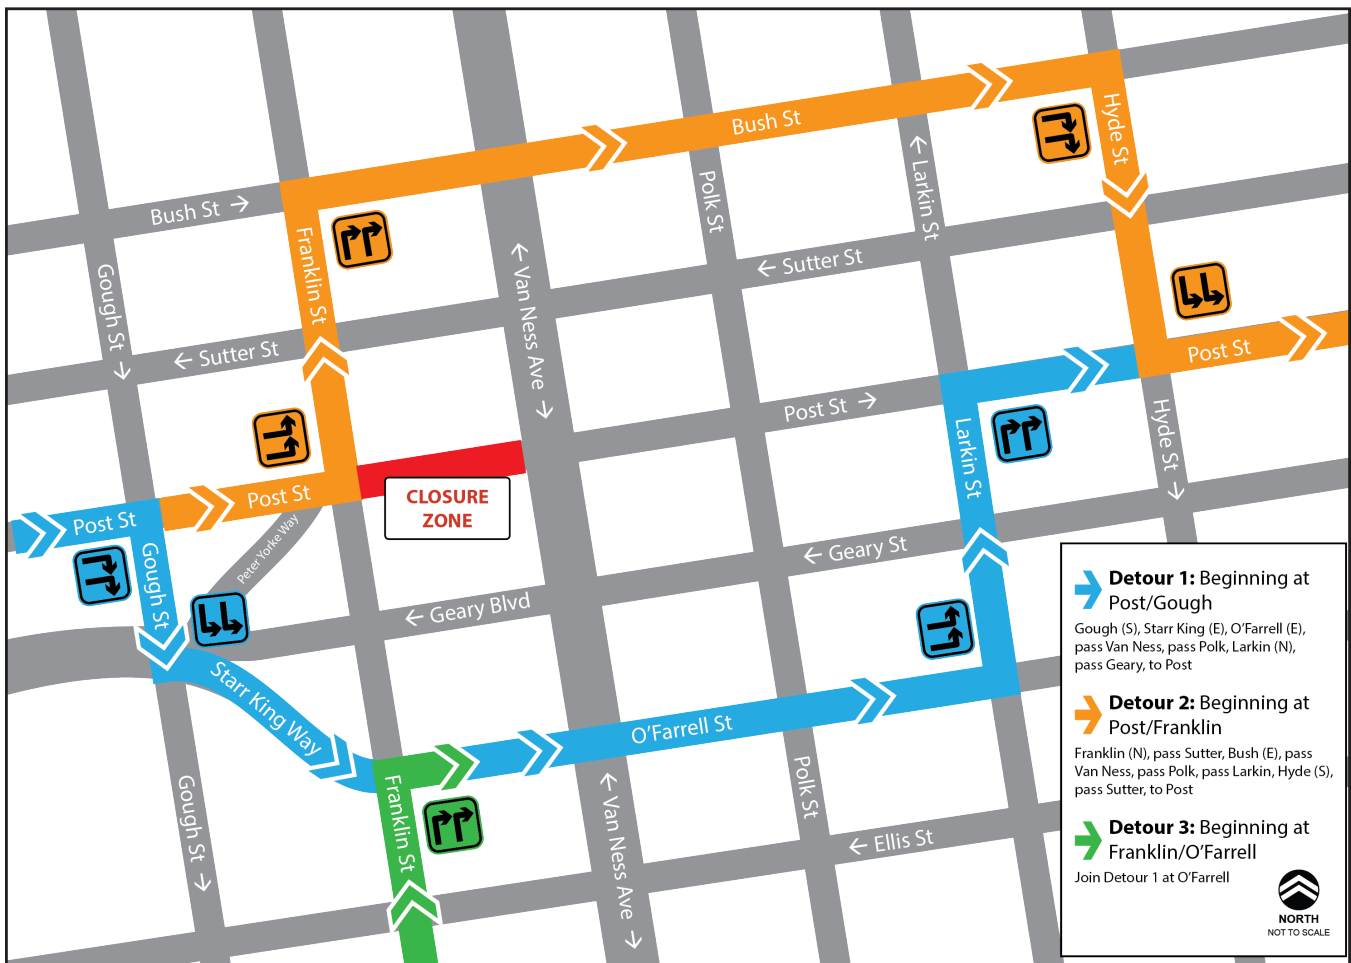 Bush St
Hyde St
Bush St →
Polk St
← Larkin St
Franklin St
← Sutter St
Gough St →
← Van Ness Ave →
← Sutter St
Post St
Post St →
Hyde St →
Larkin St
Post St
Post St
CLOSURE
ZONE
Peter Yorke Way
Gough St
← Geary St
← Geary Blvd
Starr King Way
O'Farrell St
Franklin St
Gough St →
← Van Ness Ave →
Polk St
← Ellis St
Detour 1: Beginning at
Post/Gough
Gough (S), Starr King (E), O'Farrell (E),
pass Van Ness, pass Polk, Larkin (N),
pass Geary, to Post
Detour 2: Beginning at
Post/Franklin
Franklin (N), pass Sutter, Bush (E), pass
Van Ness, pass Polk, pass Larkin, Hyde (S),
pass Sutter, to Post
Detour 3: Beginning at
Franklin/O'Farrell
Join Detour 1 at O'Farrell
NORTH
NOT TO SCALE